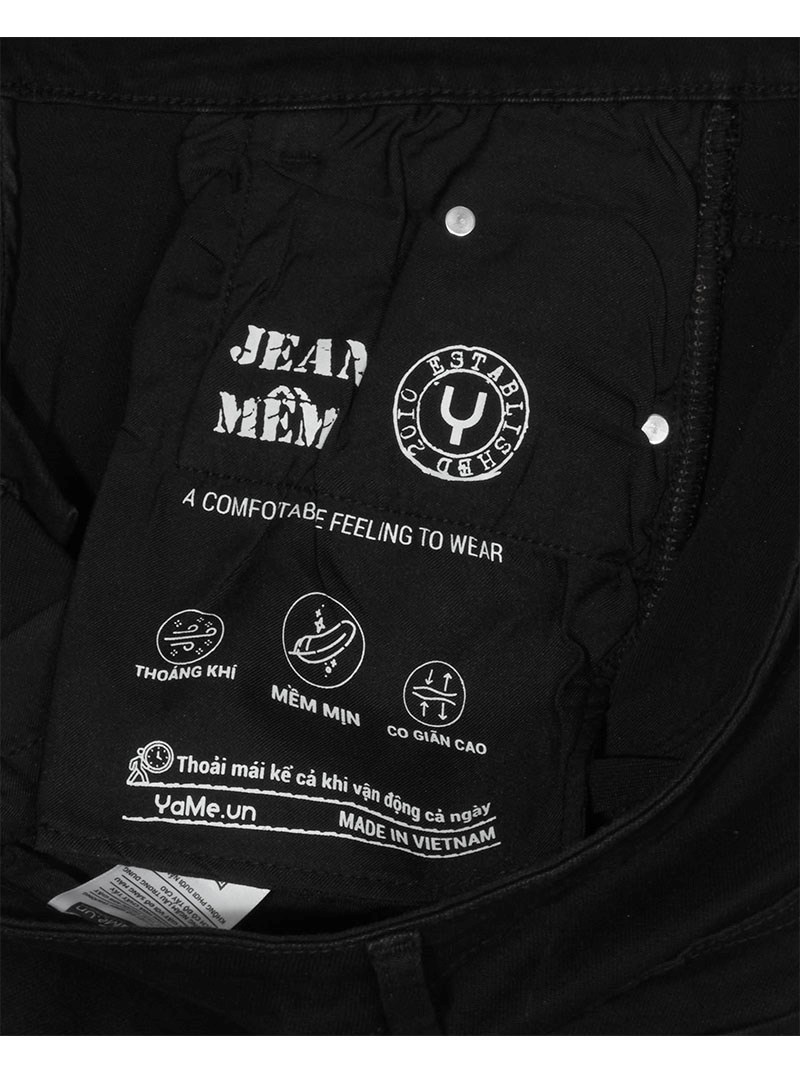 JEAN
MỀM
ESTABLISHED 2010
Y
A COMFOTABE FEELING TO WEAR
THOÁNG KHÍ
MỀM MỊN
CO GIÃN CAO
Thoải mái kể cả khi vận động cả ngày
YaMe.vn
MADE IN VIETNAM